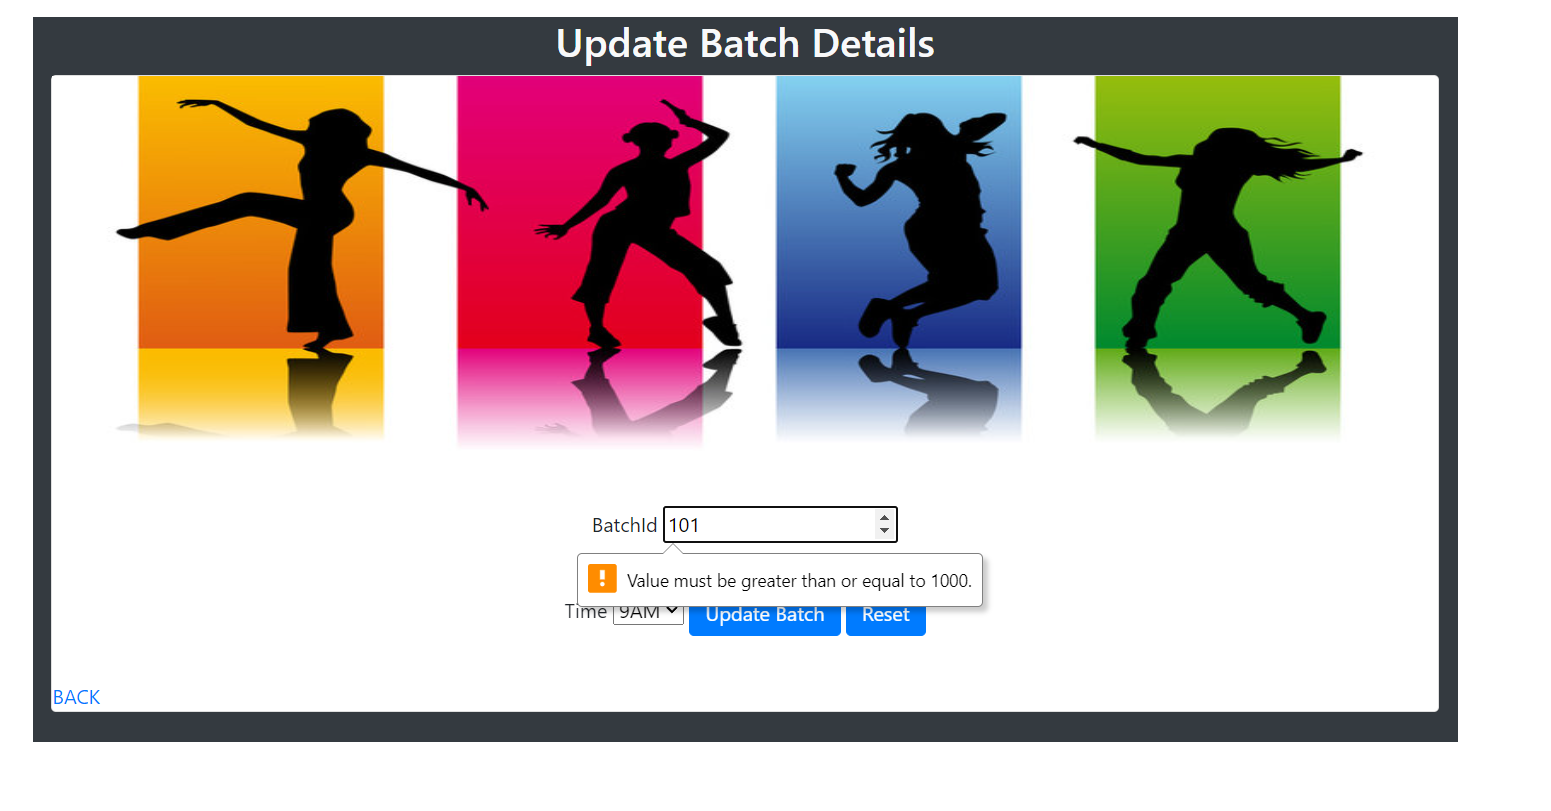 Update Batch Details
BatchId 101
Value must be greater than or equal to 1000.
Time 9AM Update Batch Reset
BACK